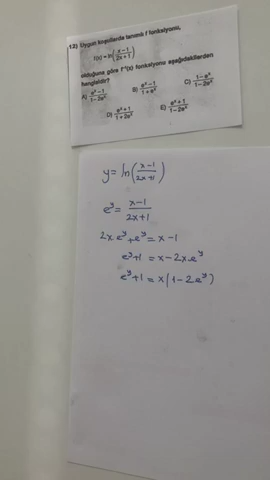 12) Uygun koşullarda tanımlı f fonksiyonu,
f(x) = ln((x-1)/(2x+1))
olduğuna göre f⁻¹(x) fonksiyonu aşağıdakilerden
hangisidir?
A) (eˣ-1)/(1-2eˣ) B) (eˣ-1)/(1+eˣ) C) (1-eˣ)/(1-2eˣ)
D) (eˣ+1)/(1+2eˣ) E) (eˣ+1)/(1-2eˣ)
y = ln((x-1)/(2x+1))
eʸ = (x-1)/(2x+1)
2x eʸ + eʸ = x - 1
eʸ+1 = x - 2x.eʸ
eʸ+1 = x(1-2eʸ)